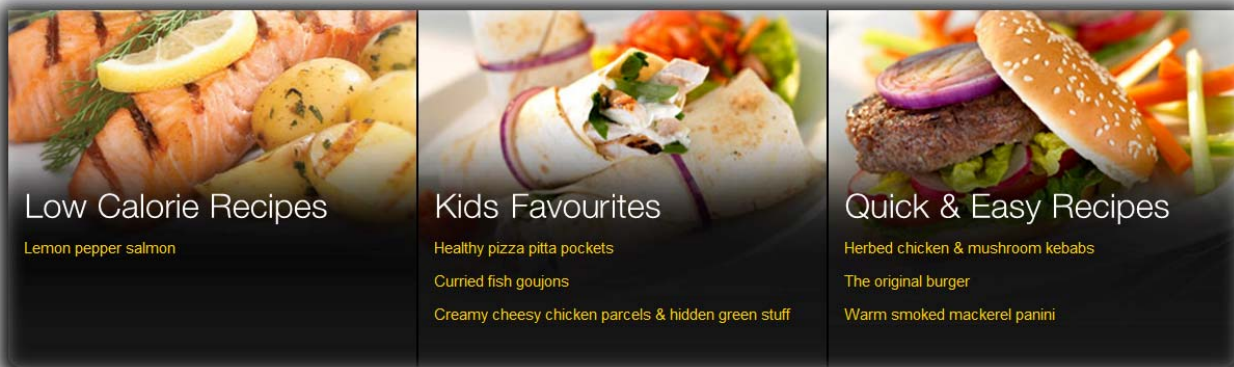 Low Calorie Recipes
Lemon pepper salmon
Kids Favourites
Healthy pizza pitta pockets
Curried fish goujons
Creamy cheesy chicken parcels & hidden green stuff
Quick & Easy Recipes
Herbed chicken & mushroom kebabs
The original burger
Warm smoked mackerel panini